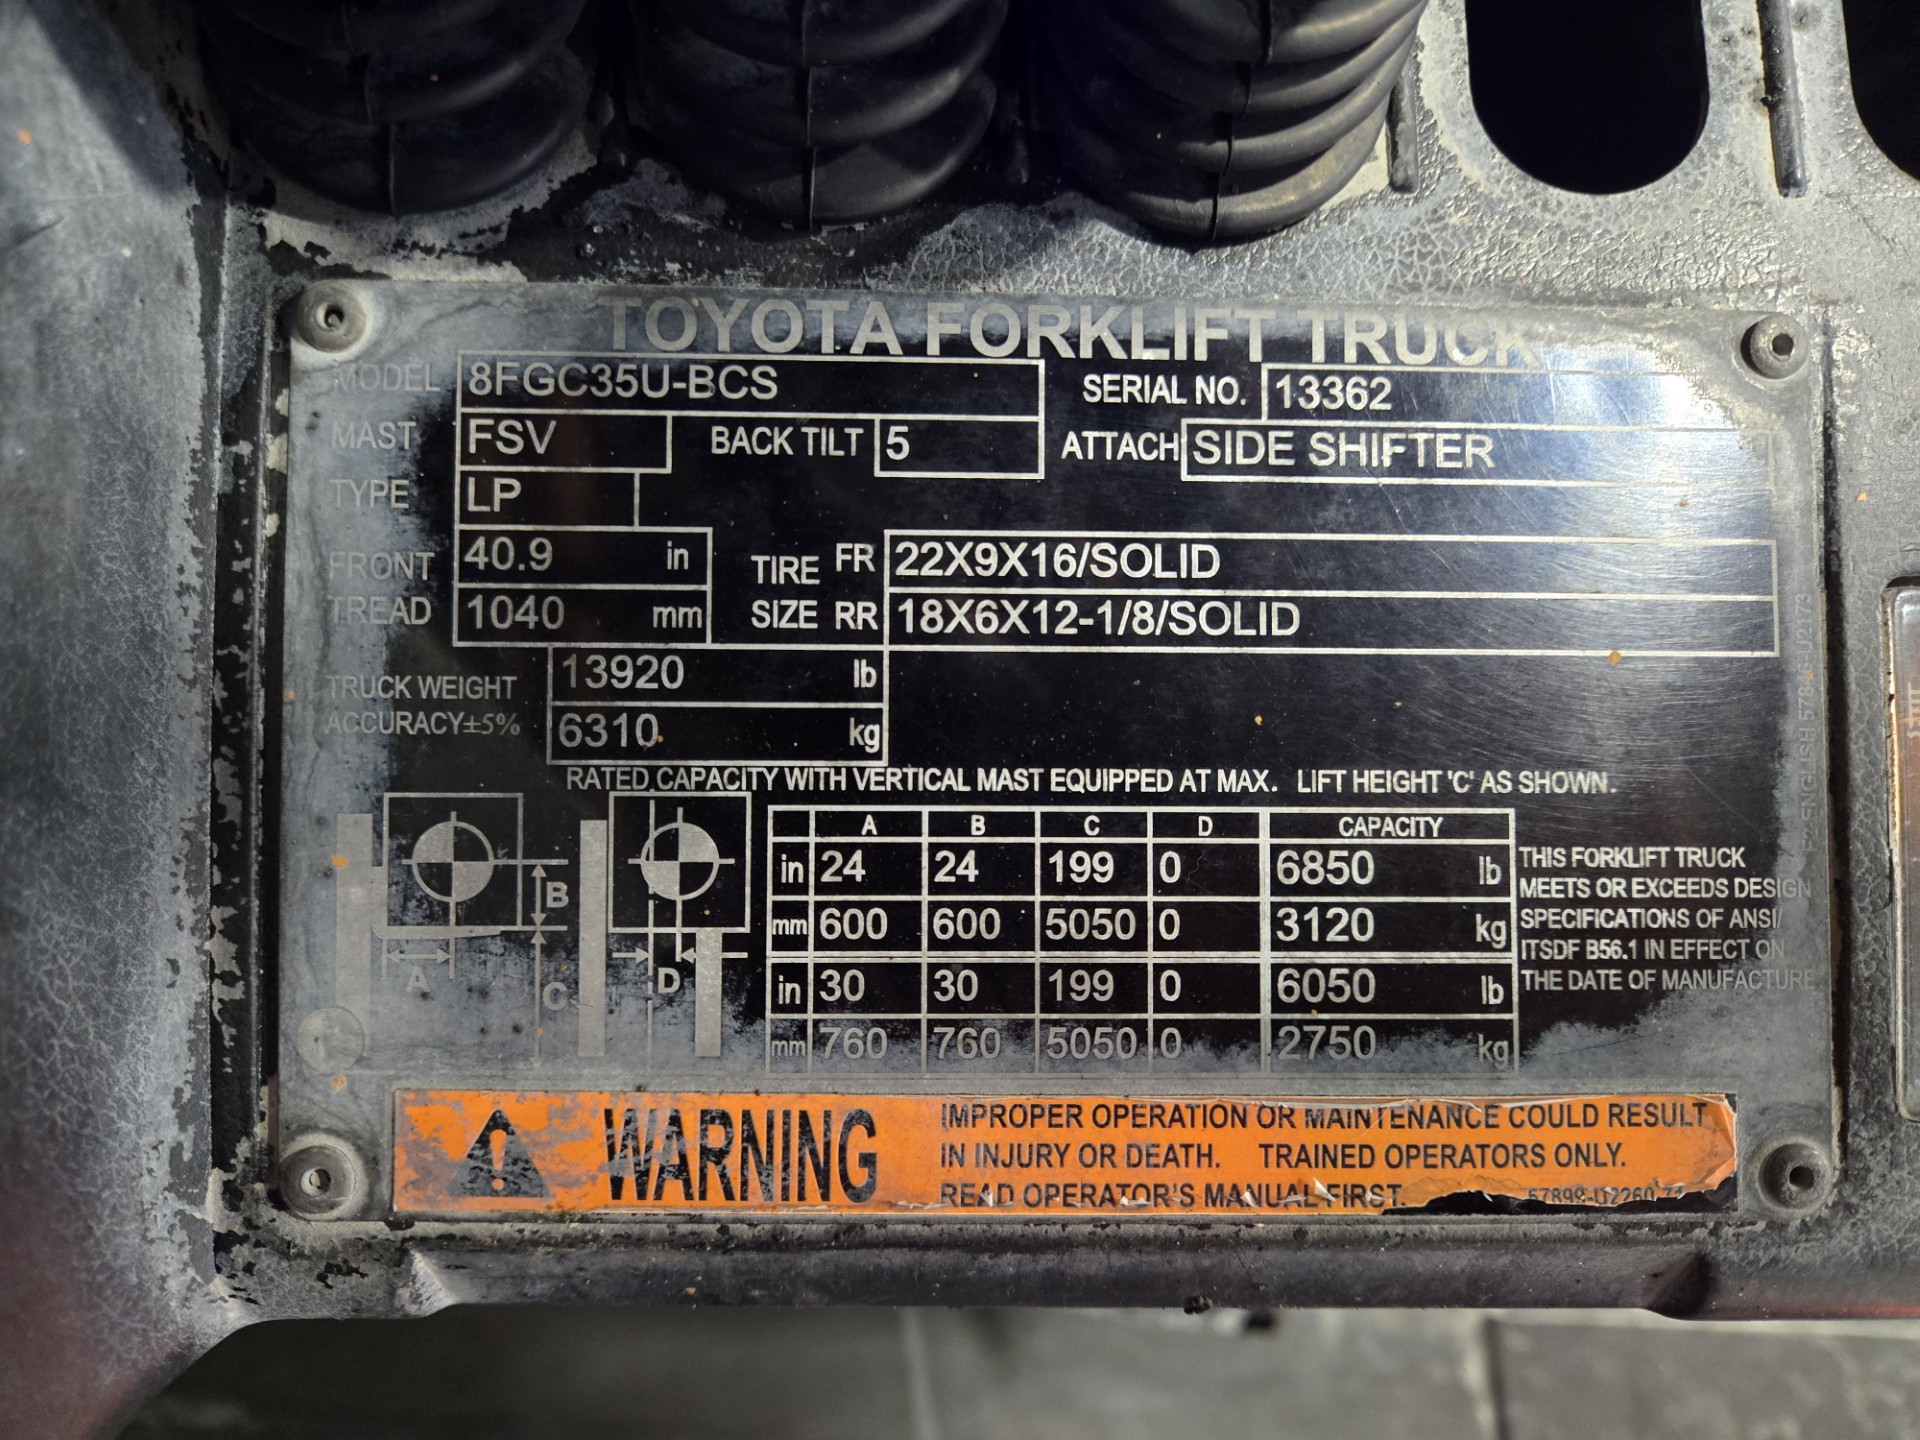 TOYOTA FORKLIFT TRUCK
MODEL 8FGC35U-BCS SERIAL NO. 13362
MAST FSV BACK TILT 5 ATTACH SIDE SHIFTER
TYPE LP
FRONT 40.9 in TIRE FR 22X9X16/SOLID
TREAD 1040 mm SIZE RR 18X6X12-1/8/SOLID
TRUCK WEIGHT 13920 lb
ACCURACY±5% 6310 kg
RATED CAPACITY WITH VERTICAL MAST EQUIPPED AT MAX. LIFT HEIGHT 'C' AS SHOWN.
A B C D CAPACITY
in 24 24 199 0 6850 lb
mm 600 600 5050 0 3120 kg
in 30 30 199 0 6050 lb
mm 760 760 5050 0 2750 kg
B
A
C
D
THIS FORKLIFT TRUCK
MEETS OR EXCEEDS DESIGN
SPECIFICATIONS OF ANSI/
ITSDF B56.1 IN EFFECT ON
THE DATE OF MANUFACTURE
WARNING
IMPROPER OPERATION OR MAINTENANCE COULD RESULT
IN INJURY OR DEATH. TRAINED OPERATORS ONLY.
READ OPERATOR'S MANUAL FIRST.